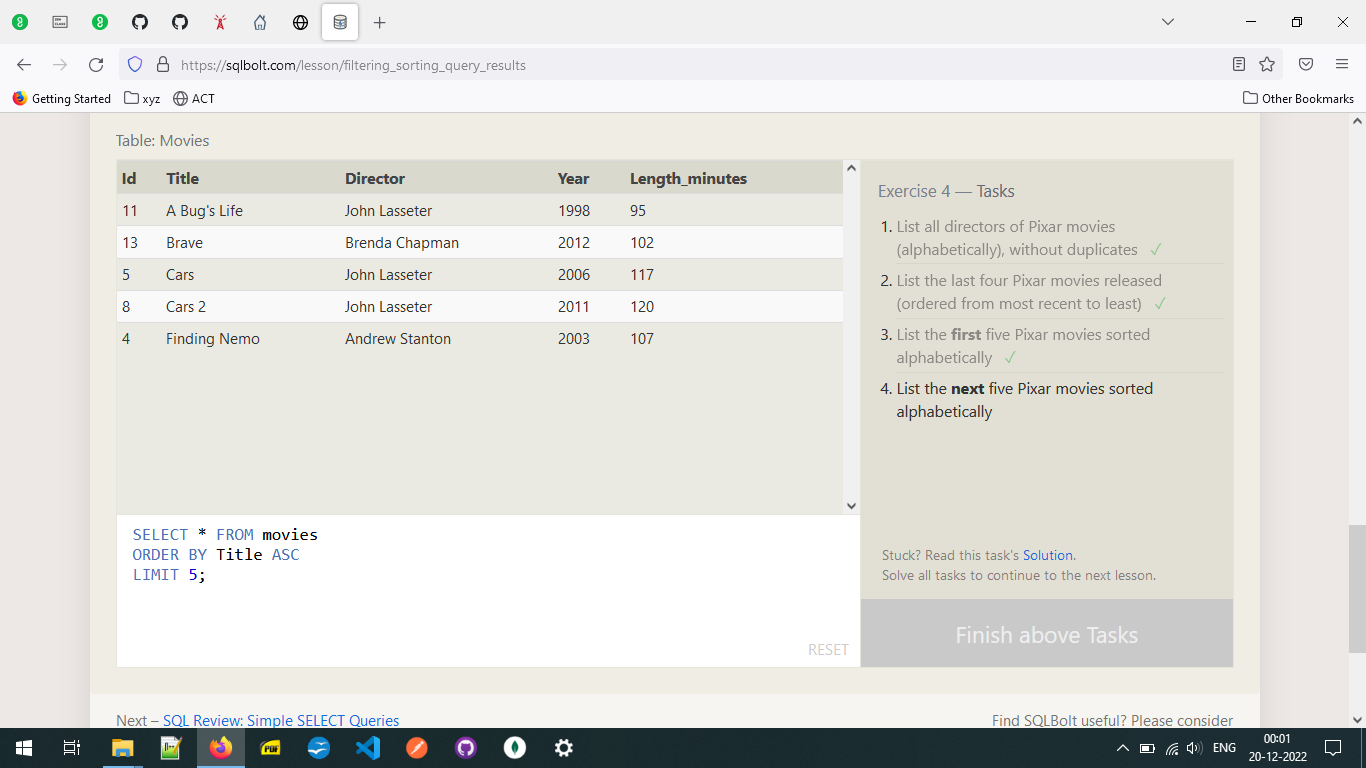 https://sqlbolt.com/lesson/filtering_sorting_query_results
Getting Started xyz ACT Other Bookmarks
Table: Movies
Id Title Director Year Length_minutes
11 A Bug's Life John Lasseter 1998 95
13 Brave Brenda Chapman 2012 102
5 Cars John Lasseter 2006 117
8 Cars 2 John Lasseter 2011 120
4 Finding Nemo Andrew Stanton 2003 107
SELECT * FROM movies
ORDER BY Title ASC
LIMIT 5;
RESET
Exercise 4 — Tasks
1. List all directors of Pixar movies
(alphabetically), without duplicates ✓
2. List the last four Pixar movies released
(ordered from most recent to least) ✓
3. List the first five Pixar movies sorted
alphabetically ✓
4. List the next five Pixar movies sorted
alphabetically
Stuck? Read this task's Solution.
Solve all tasks to continue to the next lesson.
Finish above Tasks
Next – SQL Review: Simple SELECT Queries
Find SQLBolt useful? Please consider
PDF
ENG
00:01
20-12-2022